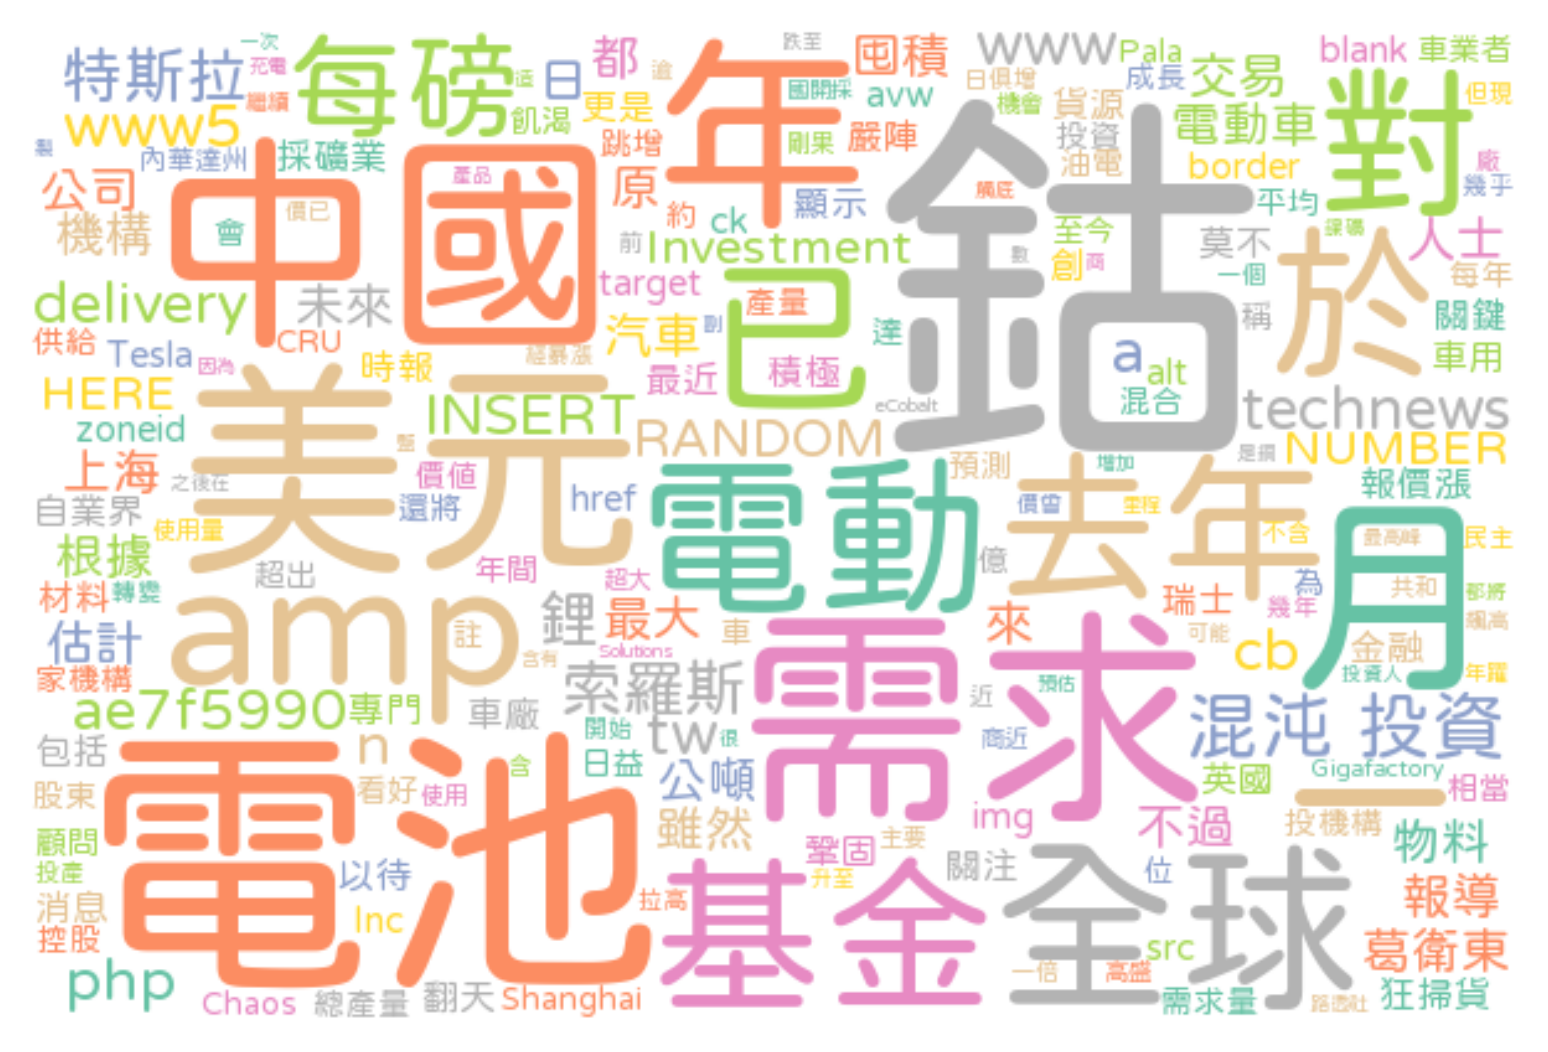 一次
跌至
特斯拉
充電
每磅
造
日
都
逾
年
囤積
www
Pala
交易
blank
車業者
日俱增
成長
國開採
avw
繼續
www5
飢渴
更是
機會
貨源
電動車
對
但現
製
內華達州
採礦業
跳增
剛果
嚴陣
投資
油電
border
廠
幾乎
公司
中國
產品
原
顯示
鈷
觸底
平均
機構
會
價已
約
ck
前
Investment
數
至今
莫不
採礦
人士
創
商
一個
於
每年
delivery
未來
target
已
產量
稱
關鍵
供給
CRU
汽車
副
達
a
車用
Tesla
因為
時報
經暴漲
最近
積極
alt
HERE
美元
INSERT
eCobalt
混合
technews
zoneid
整
RANDOM
是鋼
NUMBER
上海
之後在
價值
電動
預測
增加
去年
報價漲
自業界
使用量
還將
href
價曾
里程
不含
月
最高峰
民主
根據
超出
年間
超大
億
為
共和
都將
材料
轉變
amp
鋰
最大
來
瑞士
幾年
飆高
估計
註
車
需求
可能
cb
金融
家機構
含有
Solutions
索羅斯
預估
投資人
年躍
ae7f5990
專門
車廠
開始
tw
很
近
混沌 投資
包括
n
含
日益
公噸
商近
英國
Gigafactory
一
相當
股東
電池
看好
使用
img
不過
投機構
顧問
雖然
鞏固
主要
物料
投產
以待
基金
升至
關注
全球
位
消息
Inc
拉高
報導
控股
src
葛衛東
php
一倍
高盛
Chaos
總產量
翻天
Shanghai
需求量
路透社
狂掃貨